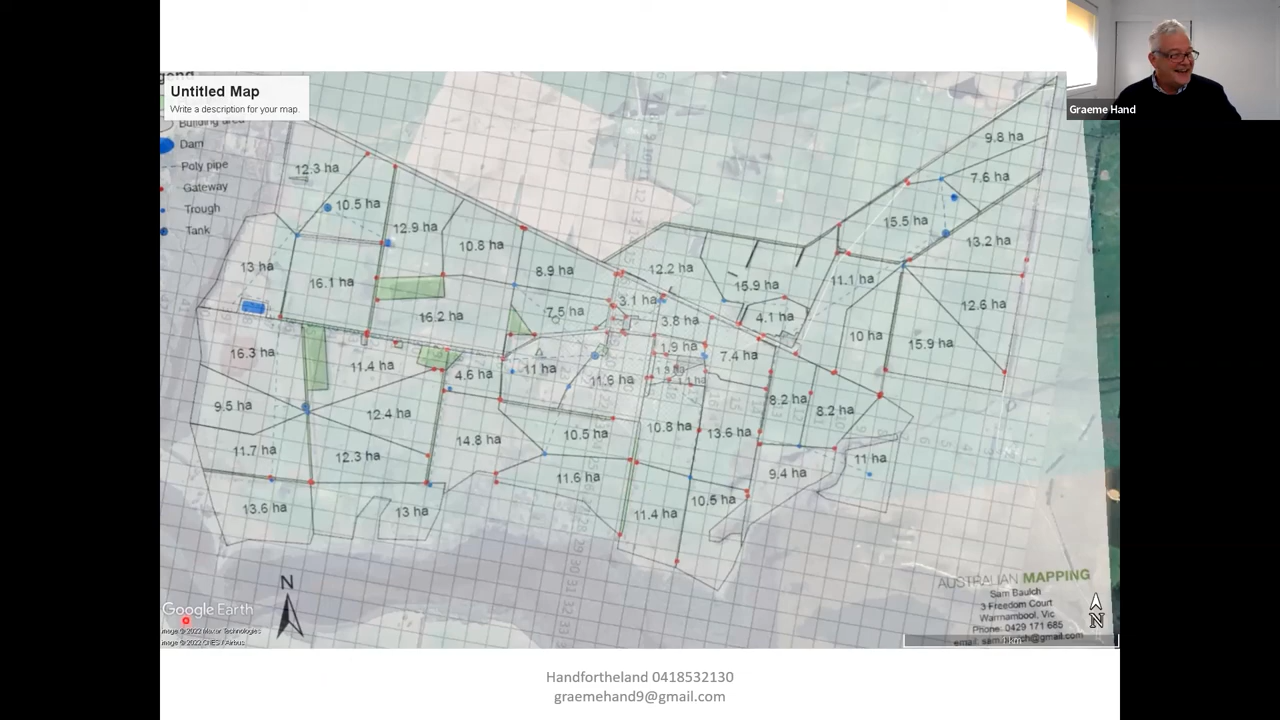 Graeme Hand
Untitled Map
Write a description for your map.
Building area
Dam
Poly pipe
Gateway
Trough
Tank
12.3 ha
10.5 ha
12.9 ha
10.8 ha
13 ha
16.1 ha
16.2 ha
8.9 ha
7.5 ha
12.2 ha
15.9 ha
3.1 ha
3.8 ha
4.1 ha
1.9 ha
7.4 ha
9.8 ha
7.6 ha
15.5 ha
13.2 ha
11.1 ha
12.6 ha
10 ha
15.9 ha
16.3 ha
11.4 ha
4.6 ha
11 ha
11.6 ha
8.2 ha
8.2 ha
9.5 ha
12.4 ha
14.8 ha
10.5 ha
10.8 ha
13.6 ha
11.7 ha
12.3 ha
11.6 ha
9.4 ha
11 ha
13.6 ha
13 ha
11.4 ha
10.5 ha
N
Google Earth
AUSTRALIAN MAPPING
Sam Baulch
3 Freedom Court
Warrnambool, Vic
Phone: 0429 171 685
N
Handfortheland 0418532130
graemehand9@gmail.com